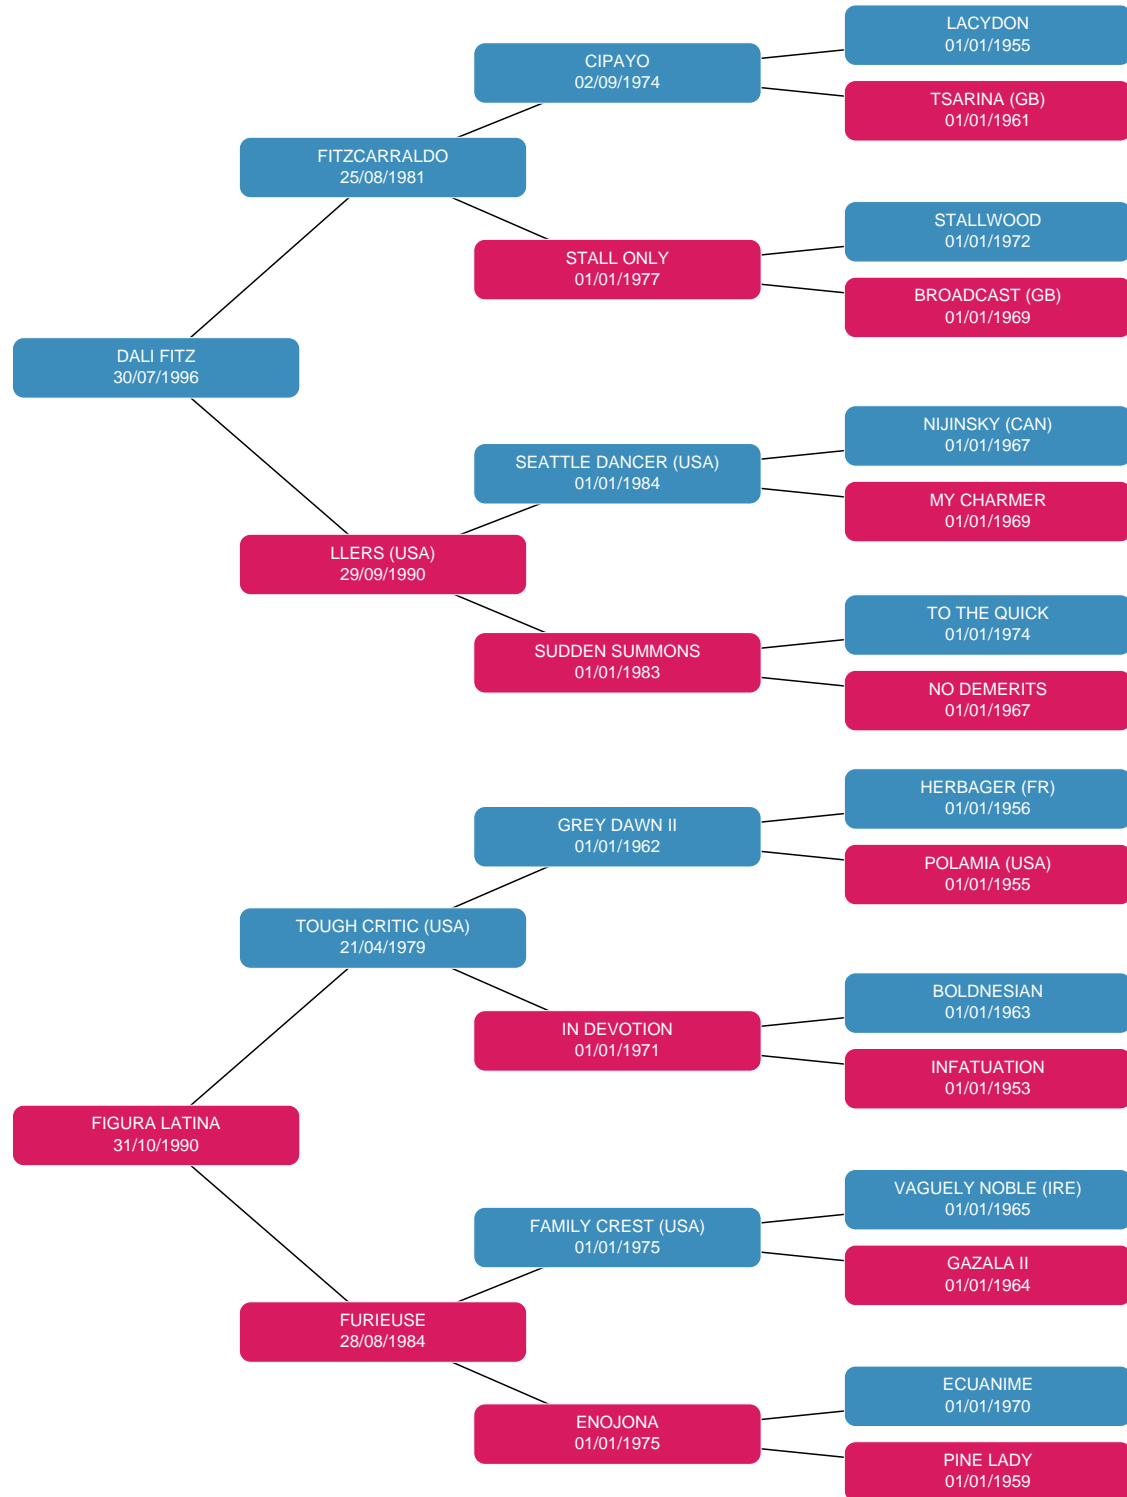 LACYDON
01/01/1955
CIPAYO
02/09/1974
TSARINA (GB)
01/01/1961
FITZCARRALDO
25/08/1981
STALLWOOD
01/01/1972
STALL ONLY
01/01/1977
BROADCAST (GB)
01/01/1969
DALI FITZ
30/07/1996
NIJINSKY (CAN)
01/01/1967
SEATTLE DANCER (USA)
01/01/1984
MY CHARMER
01/01/1969
LLERS (USA)
29/09/1990
TO THE QUICK
01/01/1974
SUDDEN SUMMONS
01/01/1983
NO DEMERITS
01/01/1967
HERBAGER (FR)
01/01/1956
GREY DAWN II
01/01/1962
POLAMIA (USA)
01/01/1955
TOUGH CRITIC (USA)
21/04/1979
BOLDNESIAN
01/01/1963
IN DEVOTION
01/01/1971
INFATUATION
01/01/1953
FIGURA LATINA
31/10/1990
VAGUELY NOBLE (IRE)
01/01/1965
FAMILY CREST (USA)
01/01/1975
GAZALA II
01/01/1964
FURIEUSE
28/08/1984
ECUANIME
01/01/1970
ENOJONA
01/01/1975
PINE LADY
01/01/1959